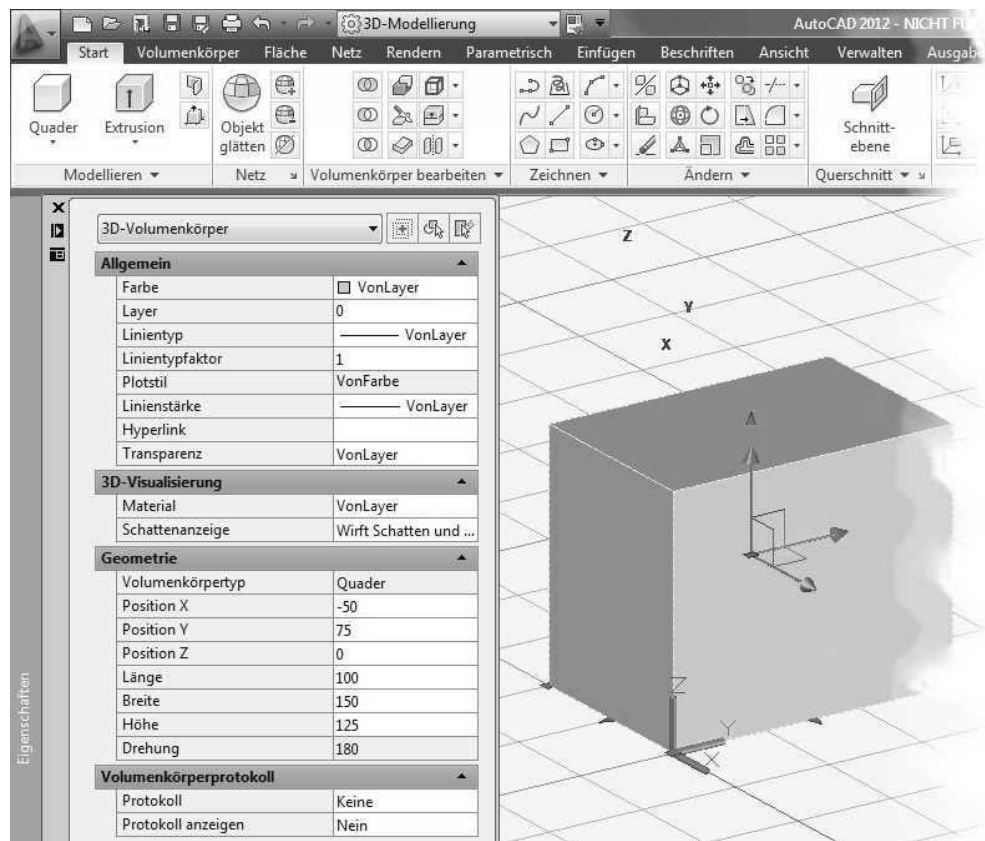 3D-Modellierung
AutoCAD 2012 - NICHT FÜ
Start Volumenkörper Fläche Netz Rendern Parametrisch Einfügen Beschriften Ansicht Verwalten Ausgabe
Quader
Extrusion
Objekt
glätten
Schnitt-
ebene
Modellieren
Netz
Volumenkörper bearbeiten
Zeichnen
Ändern
Querschnitt
3D-Volumenkörper
Allgemein
Farbe VonLayer
Layer 0
Linientyp VonLayer
Linientypfaktor 1
Plotstil VonFarbe
Linienstärke VonLayer
Hyperlink
Transparenz VonLayer
3D-Visualisierung
Material VonLayer
Schattenanzeige Wirft Schatten und ...
Geometrie
Volumenkörpertyp Quader
Position X -50
Position Y 75
Position Z 0
Länge 100
Breite 150
Höhe 125
Drehung 180
Volumenkörperprotokoll
Protokoll Keine
Protokoll anzeigen Nein
Eigenschaften
Z
Y
X
Z
Y
X